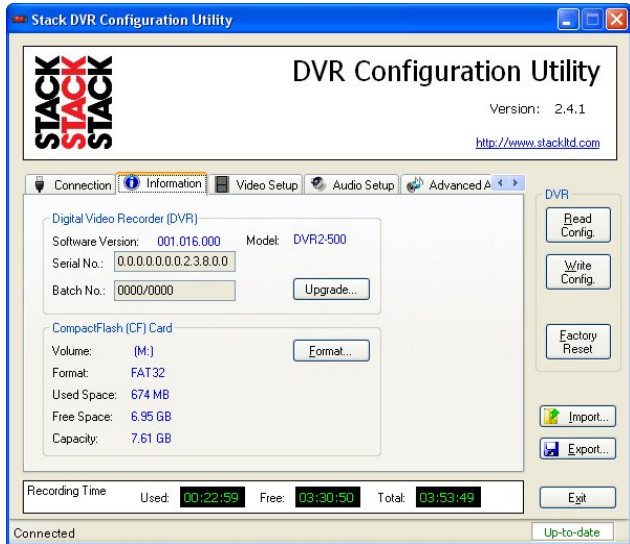 Stack DVR Configuration Utility
STACK
STACK
STACK
DVR Configuration Utility
Version: 2.4.1
http://www.stackltd.com
Connection
Information
Video Setup
Audio Setup
Advanced A
Digital Video Recorder (DVR)
Software Version: 001.016.000 Model: DVR2-500
Serial No.: 0.0.0.0.0.0.2.3.8.0.0
Batch No.: 0000/0000 Upgrade...
CompactFlash (CF) Card
Volume: (M:) Format...
Format: FAT32
Used Space: 674 MB
Free Space: 6.95 GB
Capacity: 7.61 GB
DVR
Read
Config.
Write
Config.
Factory
Reset
Import...
Export...
Recording Time
Used: 00:22:59 Free: 03:30:50 Total: 03:53:49
Exit
Connected
Up-to-date